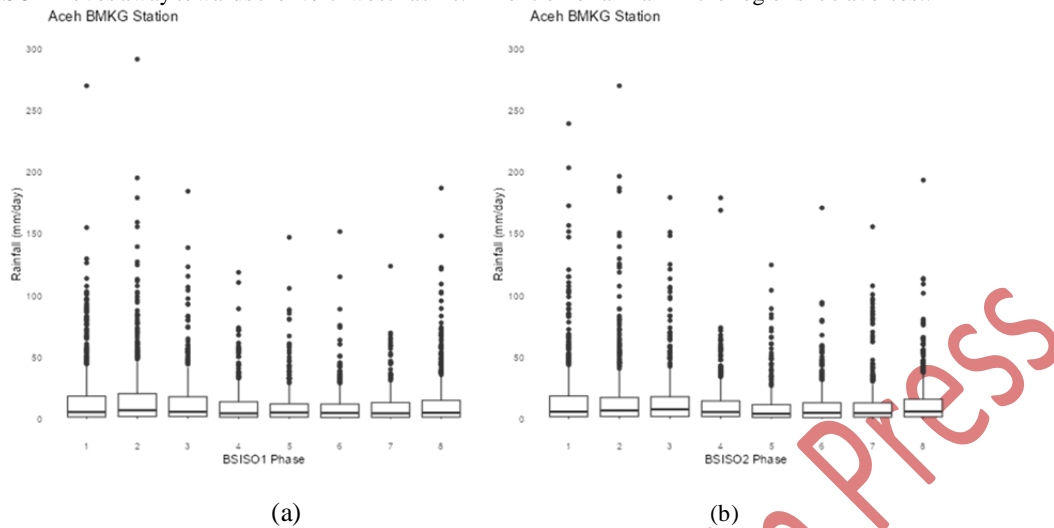 Aceh BMKG Station
300
250
200
150
100
50
0
Rainfall (mm/day)
1 2 3 4 5 6 7 8
BSISO1 Phase
(a)
Aceh BMKG Station
300
250
200
150
100
50
0
Rainfall (mm/day)
1 2 3 4 5 6 7 8
BSISO2 Phase
(b)
Press